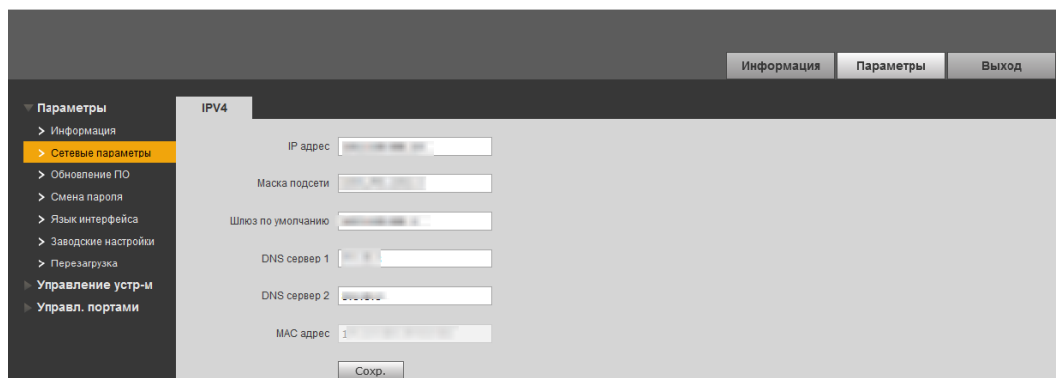 Информация Параметры Выход
Параметры
Информация
Сетевые параметры
Обновление ПО
Смена пароля
Язык интерфейса
Заводские настройки
Перезагрузка
Управление устр-м
Управл. портами
IPV4
IP адрес
Маска подсети
Шлюз по умолчанию
DNS сервер 1
DNS сервер 2
MAC адрес 1
Сохр.